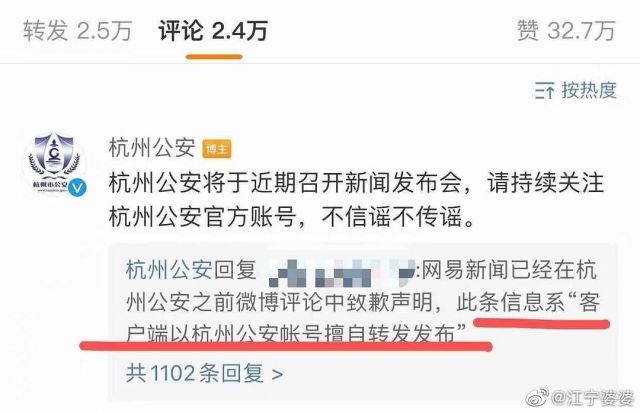 转发 2.5万 评论 2.4万 赞 32.7万
按热度
杭州公安 博主
杭州公安将于近期召开新闻发布会，请持续关注
杭州公安官方账号，不信谣不传谣。
杭州市公安
杭州公安回复 :网易新闻已经在杭
州公安之前微博评论中致歉声明，此条信息系“客
户端以杭州公安帐号擅自转发发布”
共1102条回复 >
@江宁婆婆